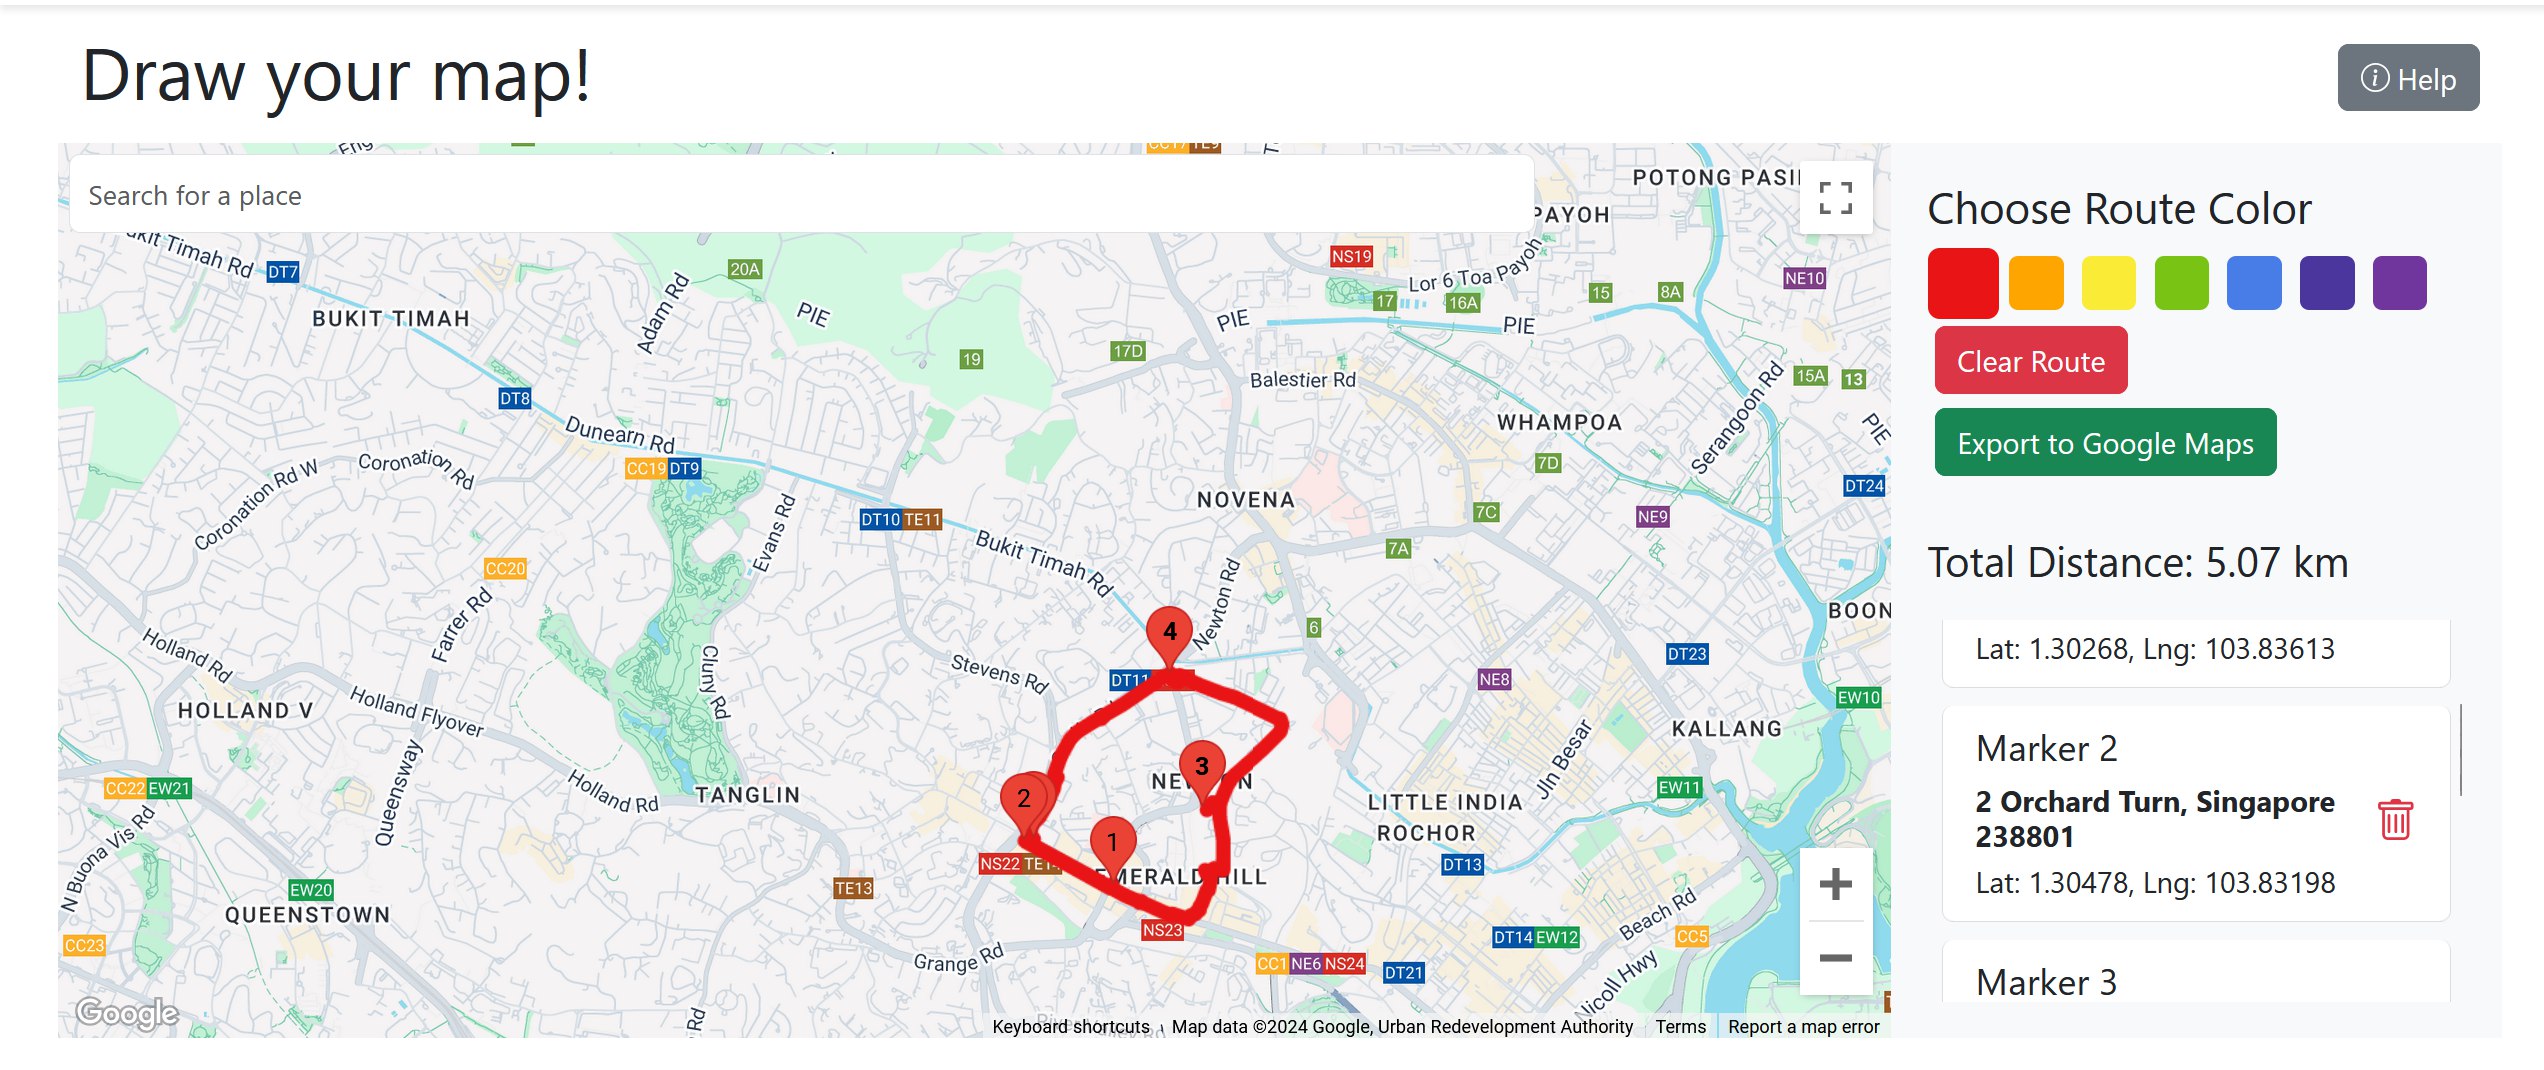 Draw your map!
Help
Search for a place
CC17 TE9
POTONG PASI
PAYOH
Choose Route Color
Bukit Timah Rd
DT7
20A
NS19
Lor 6 Toa Payoh
NE10
BUKIT TIMAH
Adam Rd
PIE
17
16A
15
8A
PIE
PIE
Clear Route
19
17D
Balestier Rd
15A
13
DT8
Serangoon Rd
PIE
WHAMPOA
Export to Google Maps
Dunearn Rd
Coronation Rd W
Coronation Rd
CC19 DT9
7D
DT24
NOVENA
Evans Rd
DT10 TE11
7C
NE9
Bukit Timah Rd
7A
Total Distance: 5.07 km
CC20
Farrer Rd
Newton Rd
BOON
4
6
Holland Rd
Lat: 1.30268, Lng: 103.83613
DT23
Stevens Rd
DT11
NE8
Cluny Rd
EW10
HOLLAND V
Holland Flyover
KALLANG
Marker 2
Queensway
3
NEWTON
Jln Besar
CC22 EW21
Holland Rd
TANGLIN
2
LITTLE INDIA
EW11
2 Orchard Turn, Singapore
238801
N Buona Vis Rd
1
ROCHOR
NS22
DT13
EMERALD HILL
Lat: 1.30478, Lng: 103.83198
EW20
TE13
QUEENSTOWN
NS23
Beach Rd
CC23
DT14 EW12
CC5
Grange Rd
CC1 NE6 NS24
DT21
Nicoll Hwy
Marker 3
Google
Rd
Keyboard shortcuts
Map data ©2024 Google, Urban Redevelopment Authority
Terms
Report a map error